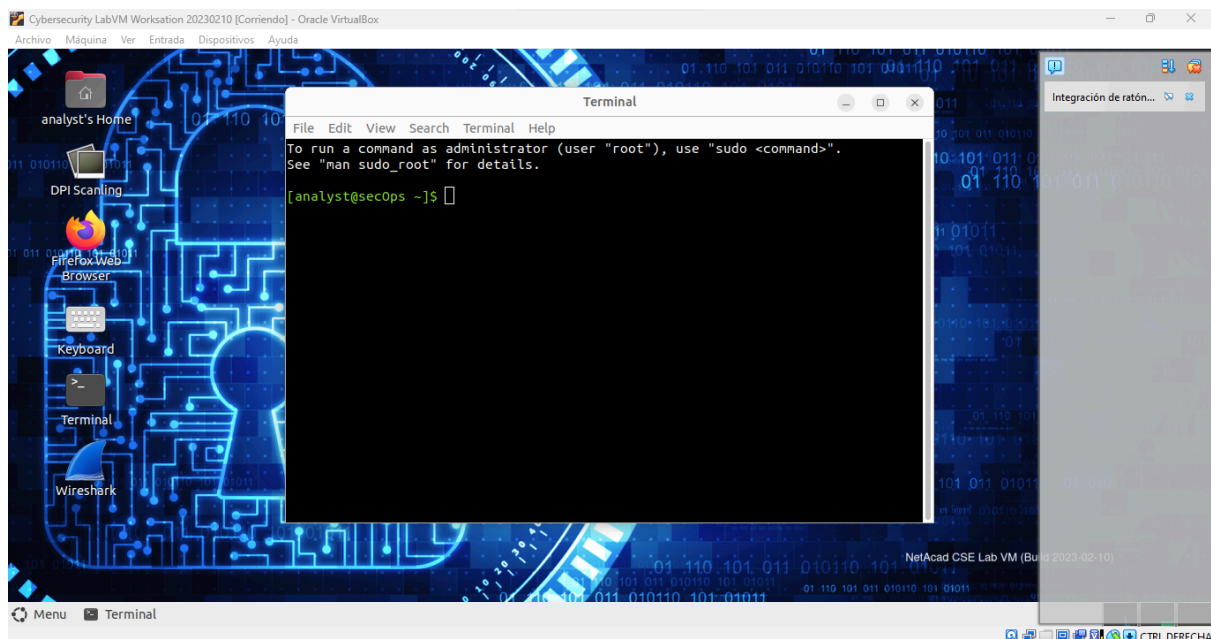 Cybersecurity LabVM Worksation 20230210 [Corriendo] - Oracle VirtualBox
Archivo Máquina Ver Entrada Dispositivos Ayuda
Integración de ratón...
analyst's Home
DPI Scanling
Firefox Web
Browser
Keyboard
Terminal
Wireshark
Terminal
File Edit View Search Terminal Help
To run a command as administrator (user "root"), use "sudo <command>".
See "man sudo_root" for details.
[analyst@secOps ~]$
NetAcad CSE Lab VM (Build 2023-02-10)
Menu Terminal
CTRL DERECHA